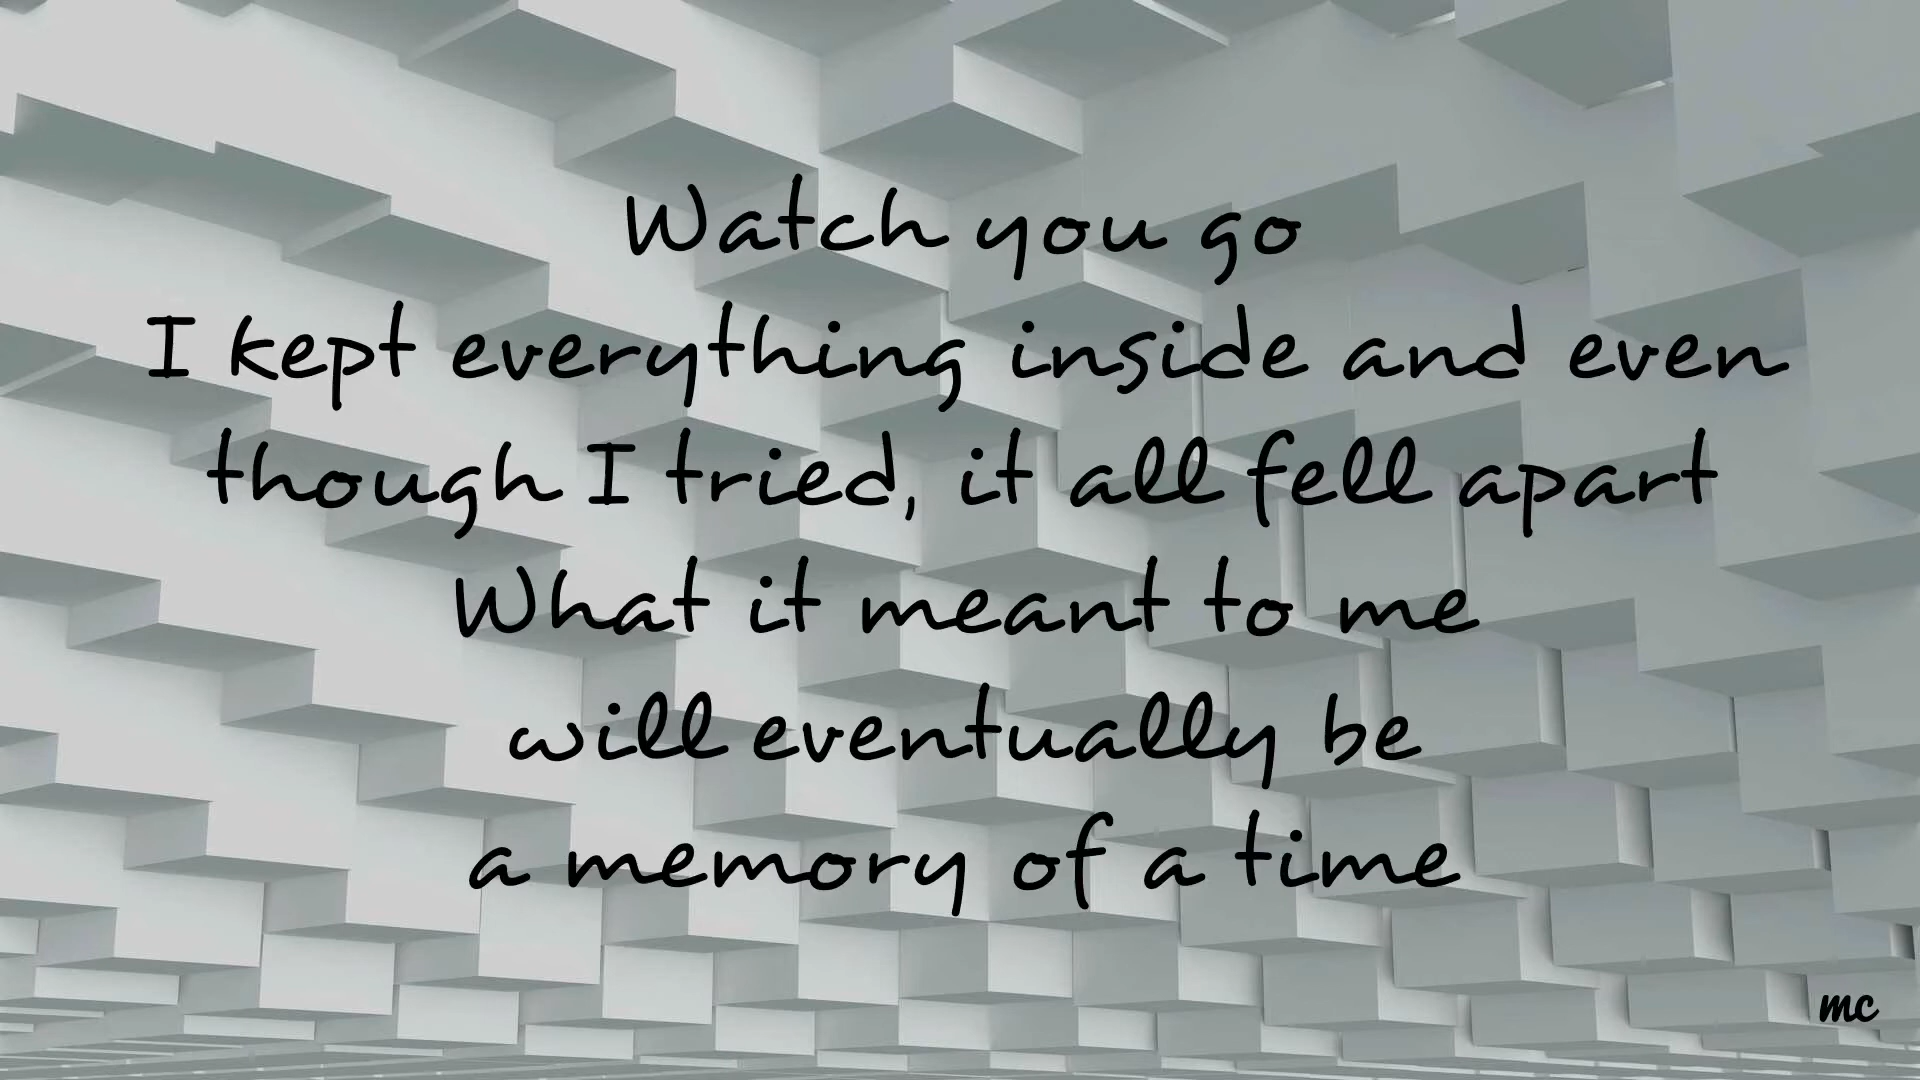 Watch you go
I kept everything inside and even
though I tried, it all fell apart
What it meant to me
will eventually be
a memory of a time
mc